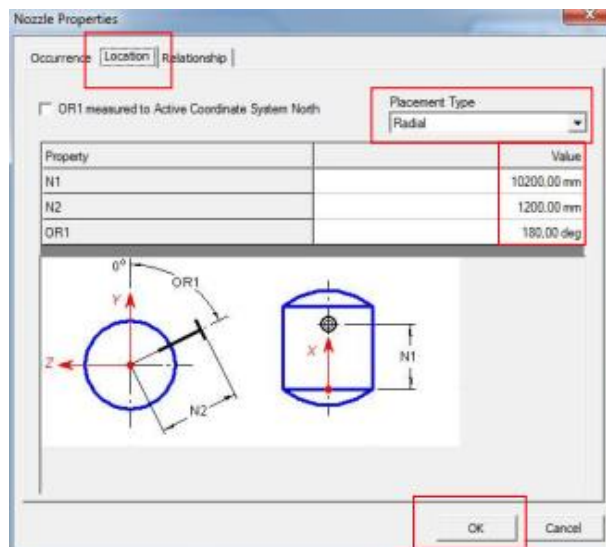 Nozzle Properties
Occurrence Location Relationship
OR1 measured to Active Coordinate System North
Placement Type
Radial
Property Value
N1 10200.00 mm
N2 1200.00 mm
OR1 180.00 deg
0°
OR1
Y
Z
N2
X
N1
OK Cancel